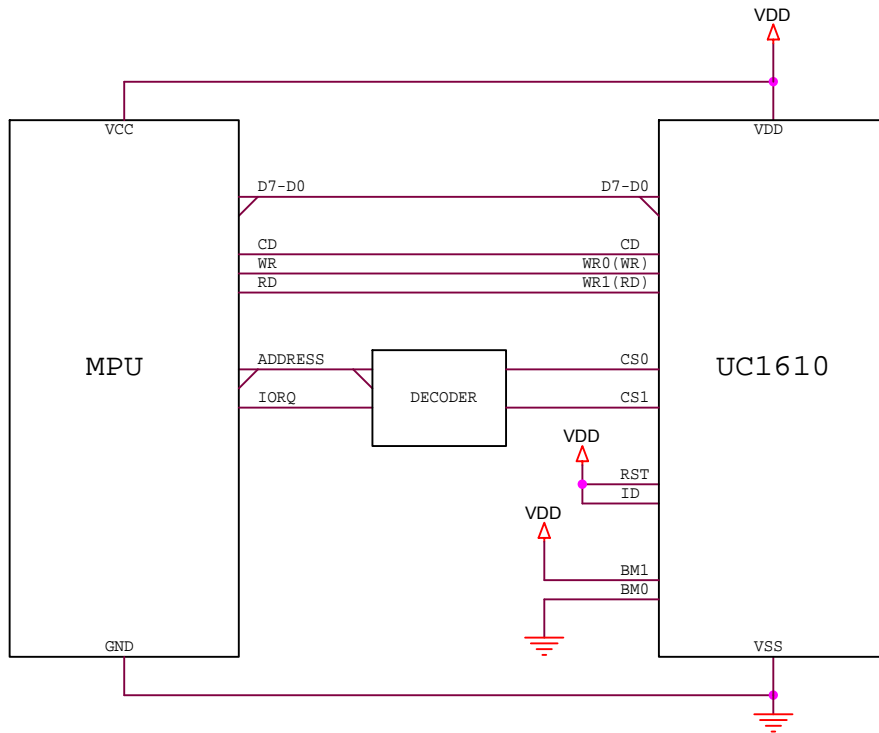 VDD
VCC
VDD
D7-D0
D7-D0
CD
CD
WR
WR0(WR)
RD
WR1(RD)
MPU
ADDRESS
DECODER
IORQ
CS0
CS1
UC1610
VDD
RST
ID
VDD
BM1
BM0
GND
VSS